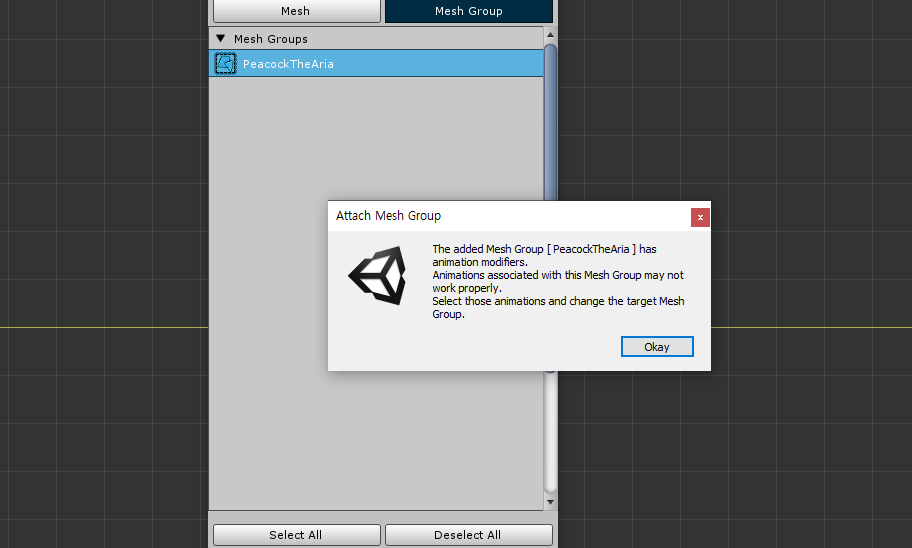 Mesh
Mesh Group
Mesh Groups
PeacockTheAria
Attach Mesh Group
x
The added Mesh Group [ PeacockTheAria ] has
animation modifiers.
Animations associated with this Mesh Group may not
work properly.
Select those animations and change the target Mesh
Group.
Okay
Select All
Deselect All